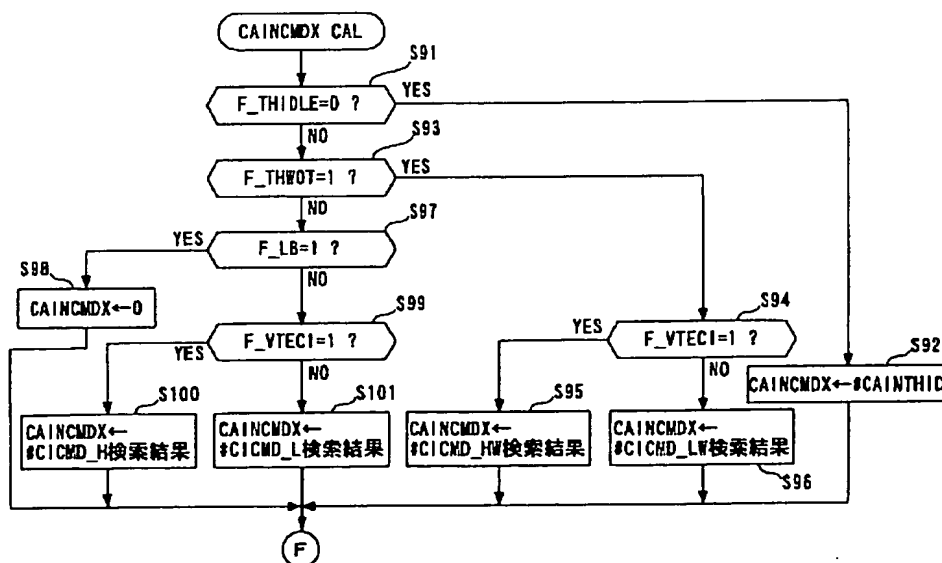 CAINCMDX CAL
S91
F_THIDLE=0 ?
YES
NO
S93
F_THWOT=1 ?
YES
NO
S97
F_LB=1 ?
YES
NO
S98
CAINCMDX←0
S99
F_VTEC1=1 ?
YES
NO
S94
F_VTEC1=1 ?
YES
NO
S92
CAINCMDX←#CAINTHID
S100
CAINCMDX←
#CICMD_H検索結果
S101
CAINCMDX←
#CICMD_L検索結果
S95
CAINCMDX←
#CICMD_HW検索結果
CAINCMDX←
#CICMD_LW検索結果
S96
F